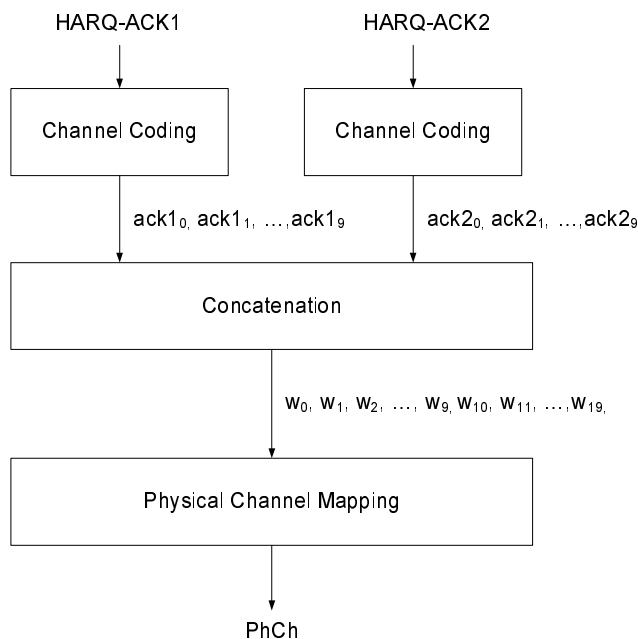 HARQ-ACK1 HARQ-ACK2
Channel Coding Channel Coding
ack1₀, ack1₁, …,ack1₉ ack2₀, ack2₁, …,ack2₉
Concatenation
w₀, w₁, w₂, …, w₉, w₁₀, w₁₁, …,w₁₉,
Physical Channel Mapping
PhCh